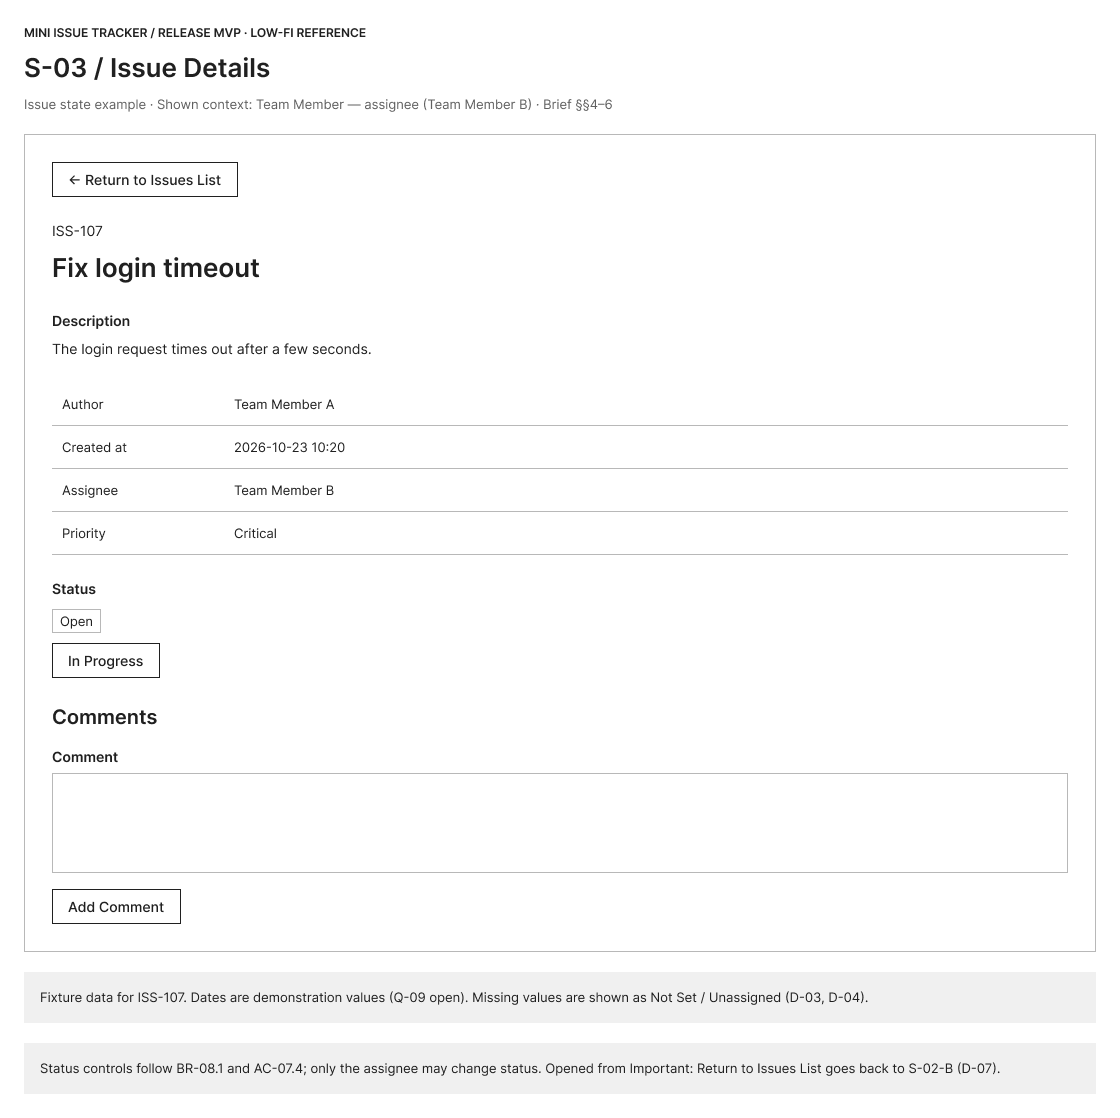 MINI ISSUE TRACKER / RELEASE MVP · LOW-FI REFERENCE
S-03 / Issue Details
Issue state example · Shown context: Team Member — assignee (Team Member B) · Brief §§4–6
← Return to Issues List
ISS-107
Fix login timeout
Description
The login request times out after a few seconds.
Author Team Member A
Created at 2026-10-23 10:20
Assignee Team Member B
Priority Critical
Status
Open
In Progress
Comments
Comment
Add Comment
Fixture data for ISS-107. Dates are demonstration values (Q-09 open). Missing values are shown as Not Set / Unassigned (D-03, D-04).
Status controls follow BR-08.1 and AC-07.4; only the assignee may change status. Opened from Important: Return to Issues List goes back to S-02-B (D-07).